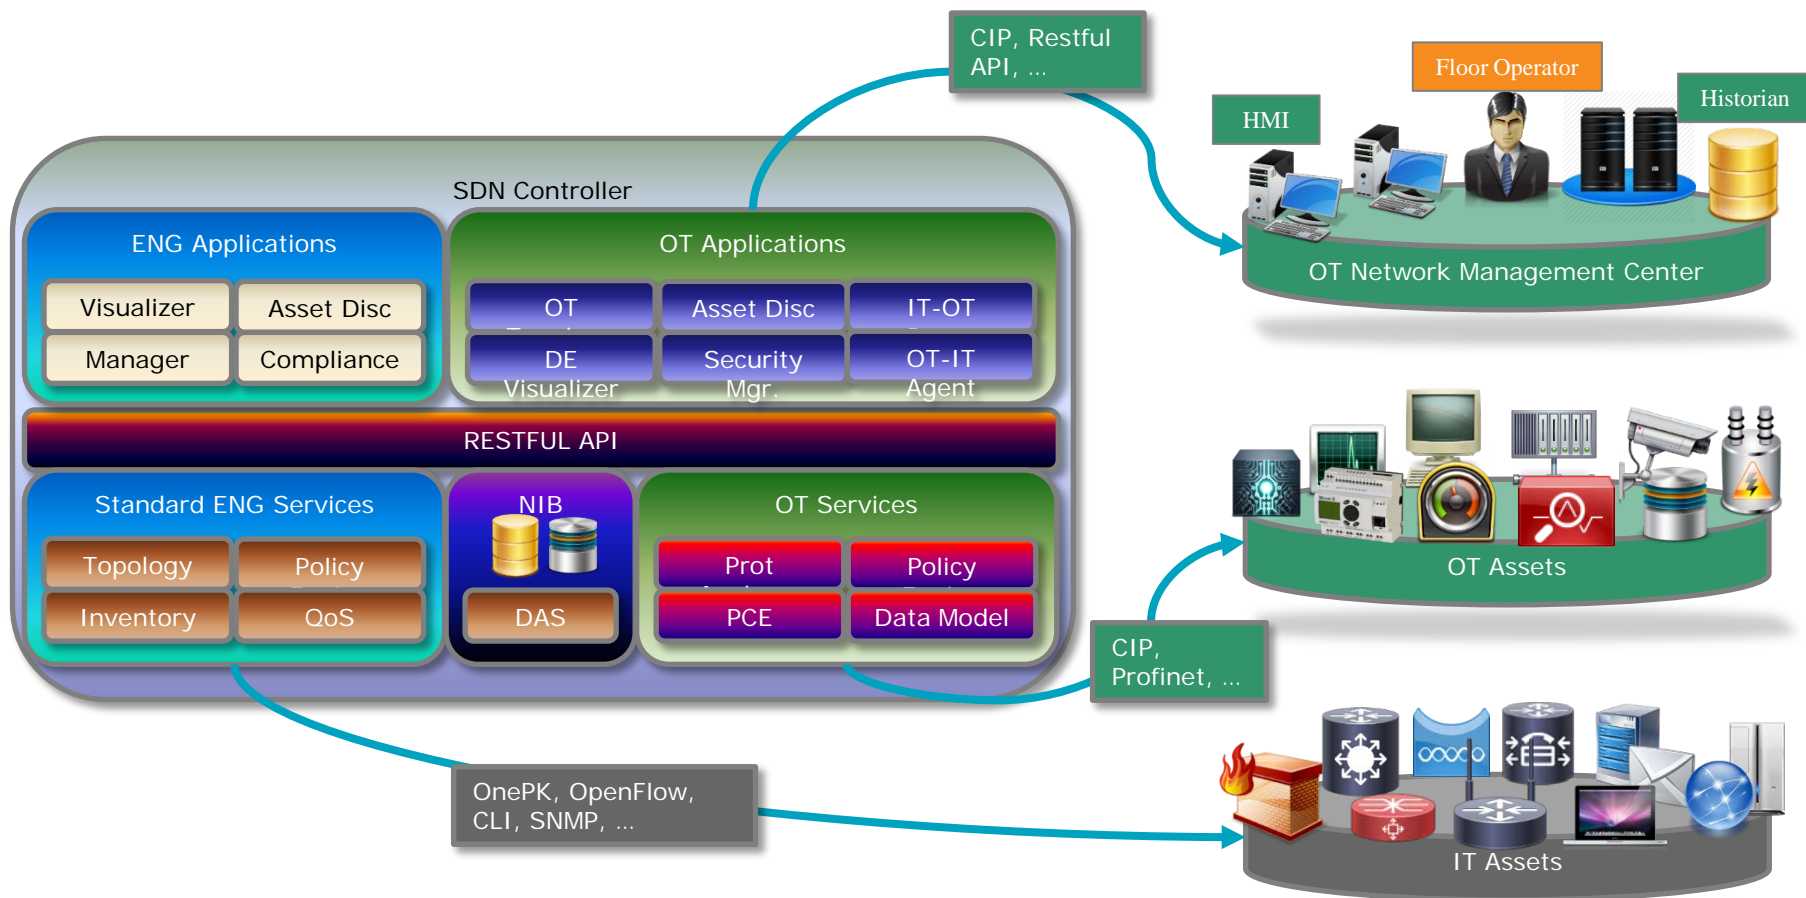 CIP, Restful
API, ...
Floor Operator
Historian
HMI
OT Network Management Center
SDN Controller
ENG Applications
Visualizer
Asset Disc
Manager
Compliance
OT Applications
OT
Asset Disc
IT-OT
DE
Visualizer
Security
Mgr.
OT-IT
Agent
RESTFUL API
Standard ENG Services
Topology
Policy
Inventory
QoS
NIB
DAS
OT Services
Prot
Policy
PCE
Data Model
OT Assets
CIP,
Profinet, ...
OnePK, OpenFlow,
CLI, SNMP, ...
IT Assets